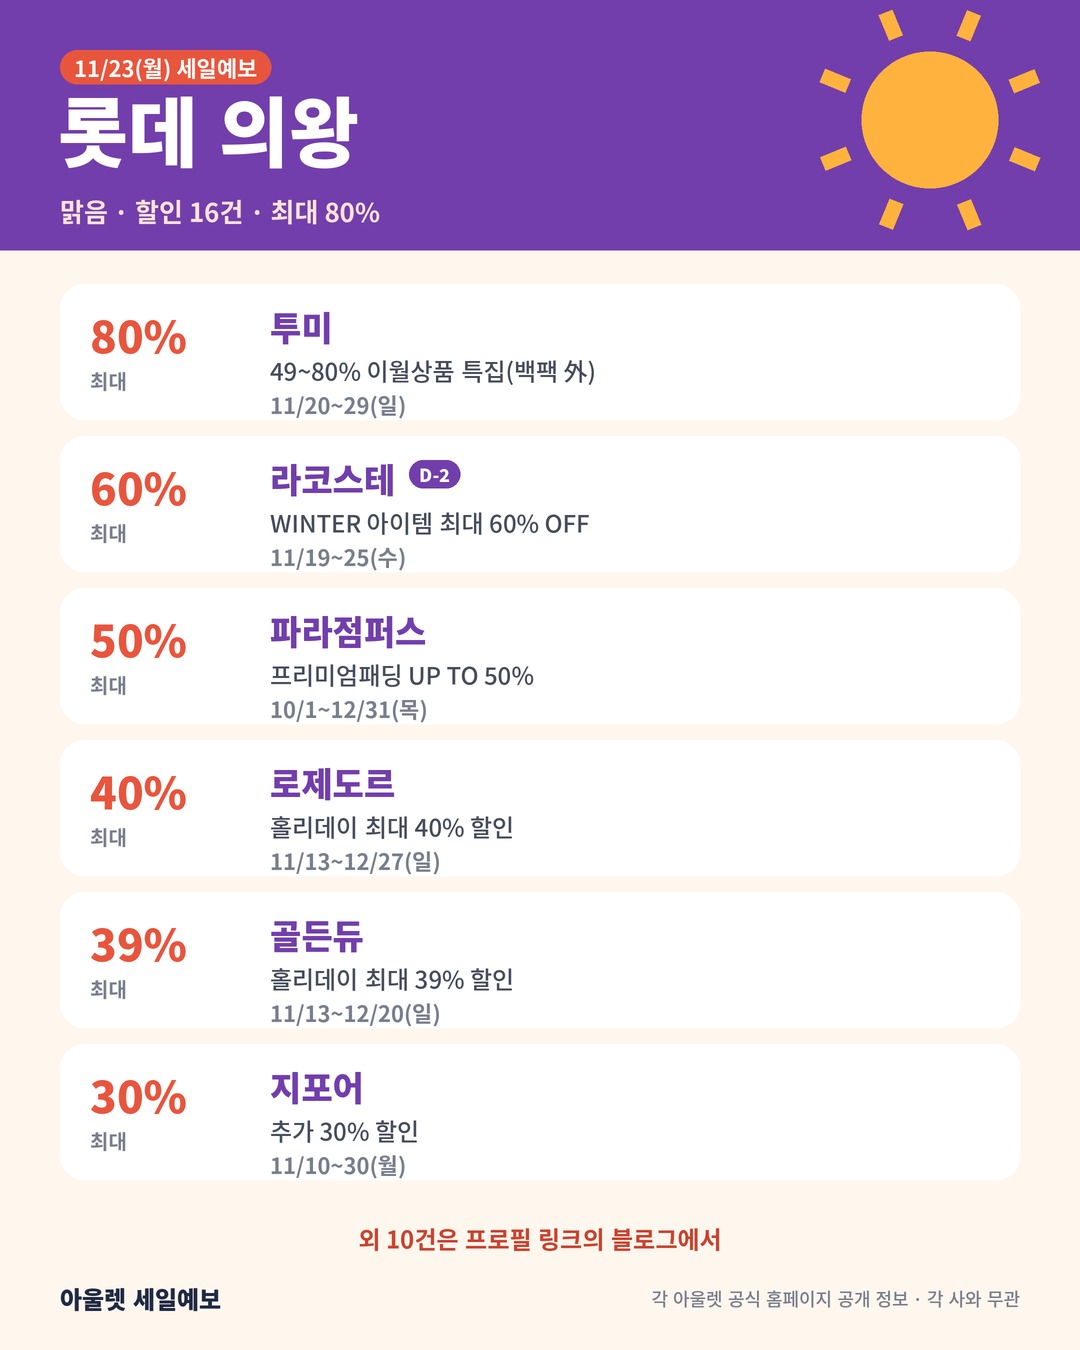 11/23(월) 세일예보
롯데 의왕
맑음 · 할인 16건 · 최대 80%
80%
최대
투미
49~80% 이월상품 특집(백팩 外)
11/20~29(일)
60%
최대
라코스테 D-2
WINTER 아이템 최대 60% OFF
11/19~25(수)
50%
최대
파라점퍼스
프리미엄패딩 UP TO 50%
10/1~12/31(목)
40%
최대
로제도르
홀리데이 최대 40% 할인
11/13~12/27(일)
39%
최대
골든듀
홀리데이 최대 39% 할인
11/13~12/20(일)
30%
최대
지포어
추가 30% 할인
11/10~30(월)
외 10건은 프로필 링크의 블로그에서
아울렛 세일예보
각 아울렛 공식 홈페이지 공개 정보 · 각 사와 무관